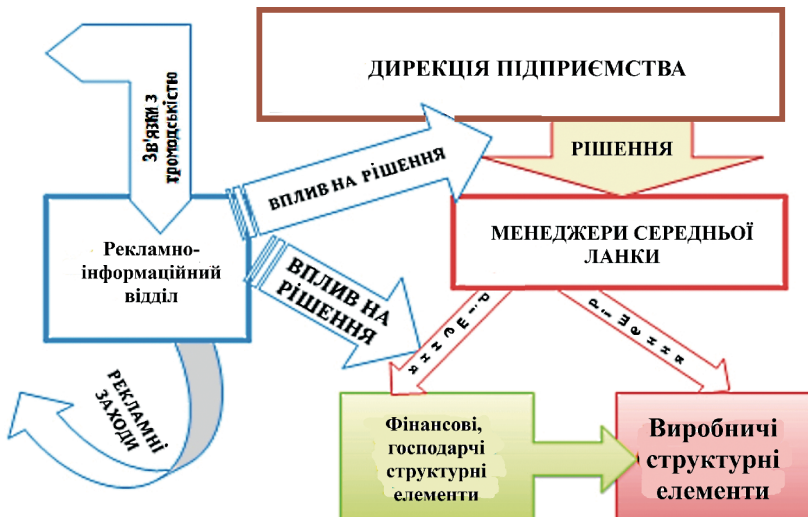 ДИРЕКЦІЯ ПІДПРИЄМСТВА
Зв'язки з
громадськістю
РІШЕННЯ
ВПЛИВ НА РІШЕННЯ
Рекламно-
інформаційний
відділ
МЕНЕДЖЕРИ СЕРЕДНЬОЇ
ЛАНКИ
ВПЛИВ НА
РІШЕННЯ
рішення
рішення
РЕКЛАМНІ
ЗАХОДИ
Фінансові,
господарчі
структурні
елементи
Виробничі
структурні
елементи